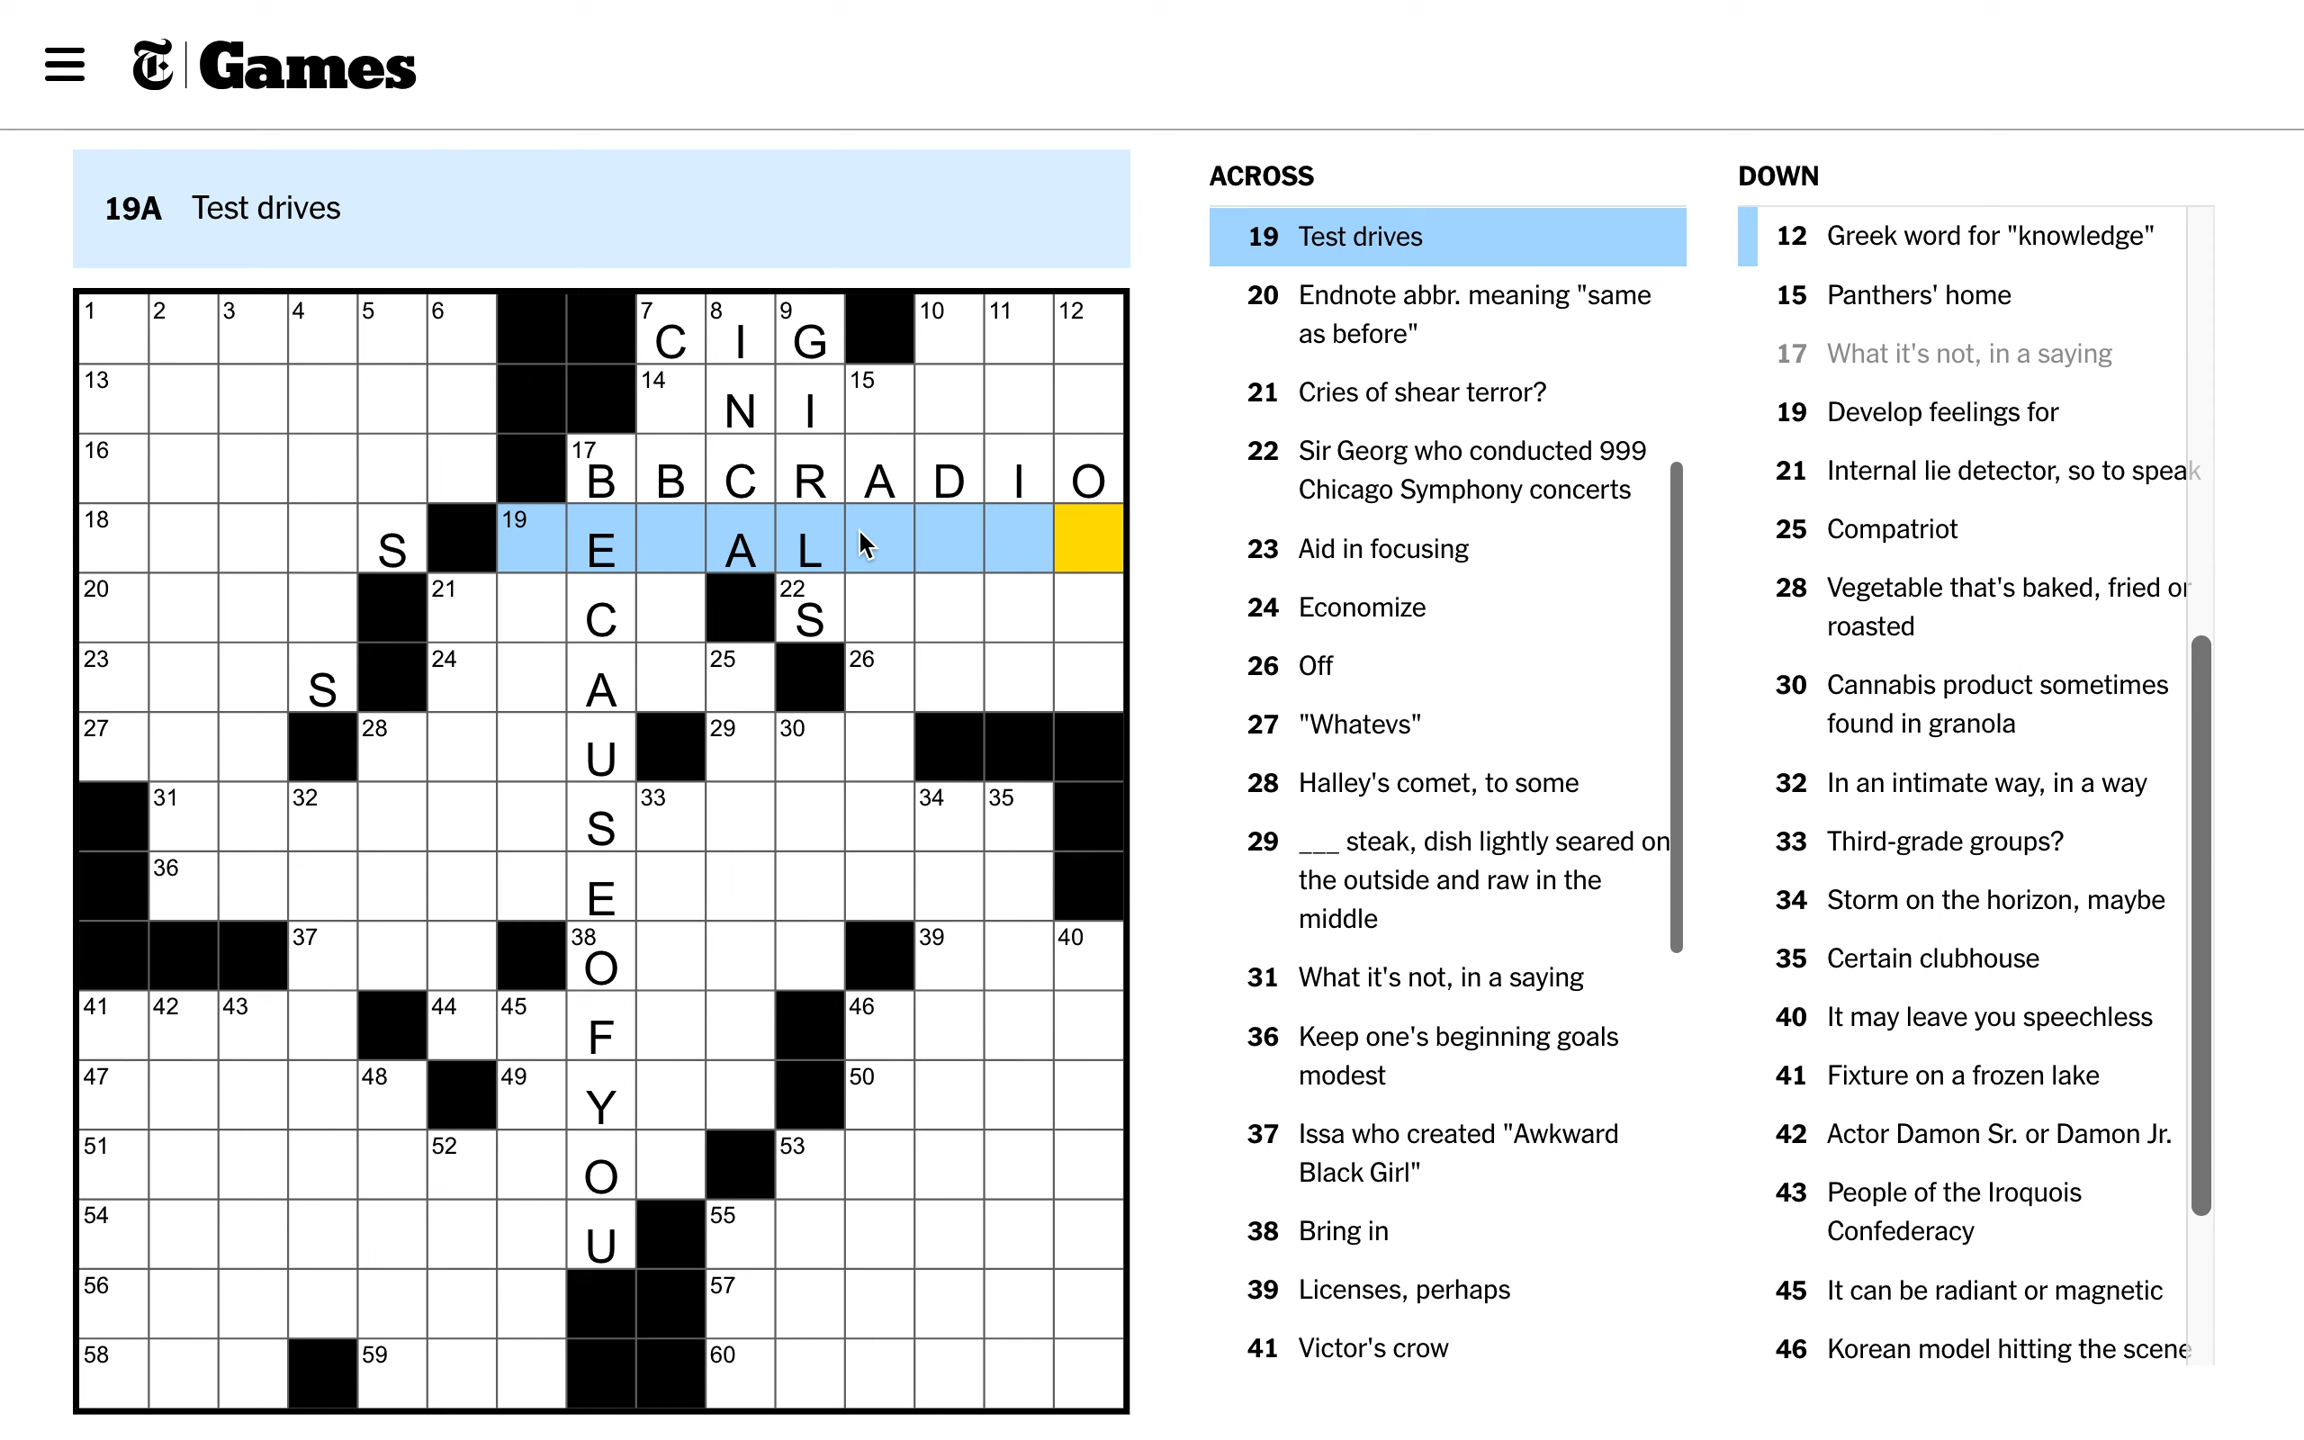 T Games
19A Test drives
1 2 3 4 5 6 7 C 8 I 9 G 10 11 12
13 14 N I 15
16 17 B B C R A D I O
18 S 19 E A L
20 21 C 22 S
23 S 24 A 25 26
27 28 U 29 30
31 32 S 33 34 35
36 E
37 38 O 39 40
41 42 43 44 45 F 46
47 48 49 Y 50
51 52 O 53
54 U 55
56 57
58 59 60
ACROSS
19 Test drives
20 Endnote abbr. meaning "same
as before"
21 Cries of shear terror?
22 Sir Georg who conducted 999
Chicago Symphony concerts
23 Aid in focusing
24 Economize
26 Off
27 "Whatevs"
28 Halley's comet, to some
29 ___ steak, dish lightly seared on
the outside and raw in the
middle
31 What it's not, in a saying
36 Keep one's beginning goals
modest
37 Issa who created "Awkward
Black Girl"
38 Bring in
39 Licenses, perhaps
41 Victor's crow
DOWN
12 Greek word for "knowledge"
15 Panthers' home
17 What it's not, in a saying
19 Develop feelings for
21 Internal lie detector, so to speak
25 Compatriot
28 Vegetable that's baked, fried or
roasted
30 Cannabis product sometimes
found in granola
32 In an intimate way, in a way
33 Third-grade groups?
34 Storm on the horizon, maybe
35 Certain clubhouse
40 It may leave you speechless
41 Fixture on a frozen lake
42 Actor Damon Sr. or Damon Jr.
43 People of the Iroquois
Confederacy
45 It can be radiant or magnetic
46 Korean model hitting the scene